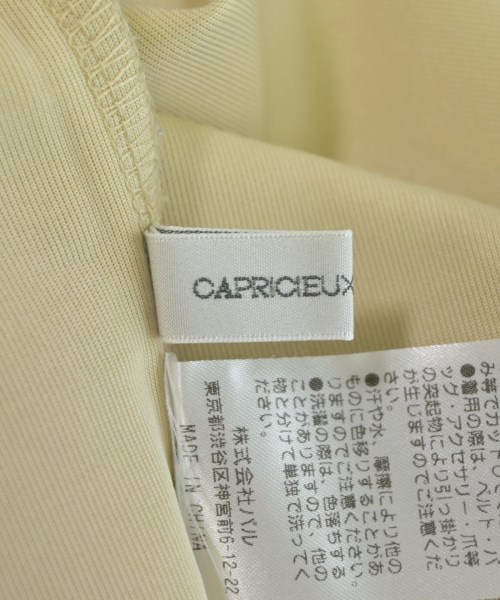 CAPRICIEUX
み等でカットして
●着用の際は、ベルト・バ
ッグ・アクセサリー・爪等
の突起物により引っ掛かり
が生じますのでご注意くだ
さい。
●汗や水、摩擦により他の
ものに色移りすることがあ
りますのでご注意ください。
●洗濯の際は、色落ちする
ことがありますので、他の
物と分けて単独で洗ってく
ださい。
株式会社パル
東京都渋谷区神宮前6-12-22
MADE IN CHINA